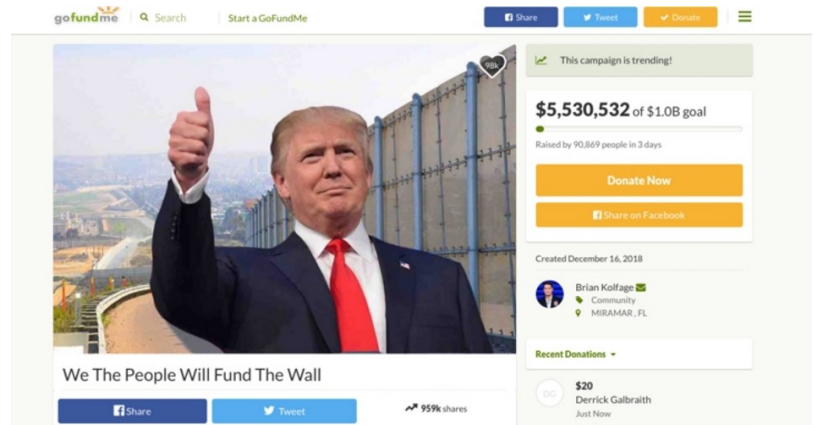 gofundme
Search
Start a GoFundMe
Share
Tweet
Donate
98k
This campaign is trending!
$5,530,532 of $1.0B goal
Raised by 90,869 people in 3 days
Donate Now
Share on Facebook
Created December 16, 2018
Brian Kolfage
Community
MIRAMAR, FL
We The People Will Fund The Wall
Share
Tweet
959k shares
Recent Donations
DG
$20
Derrick Galbraith
Just Now